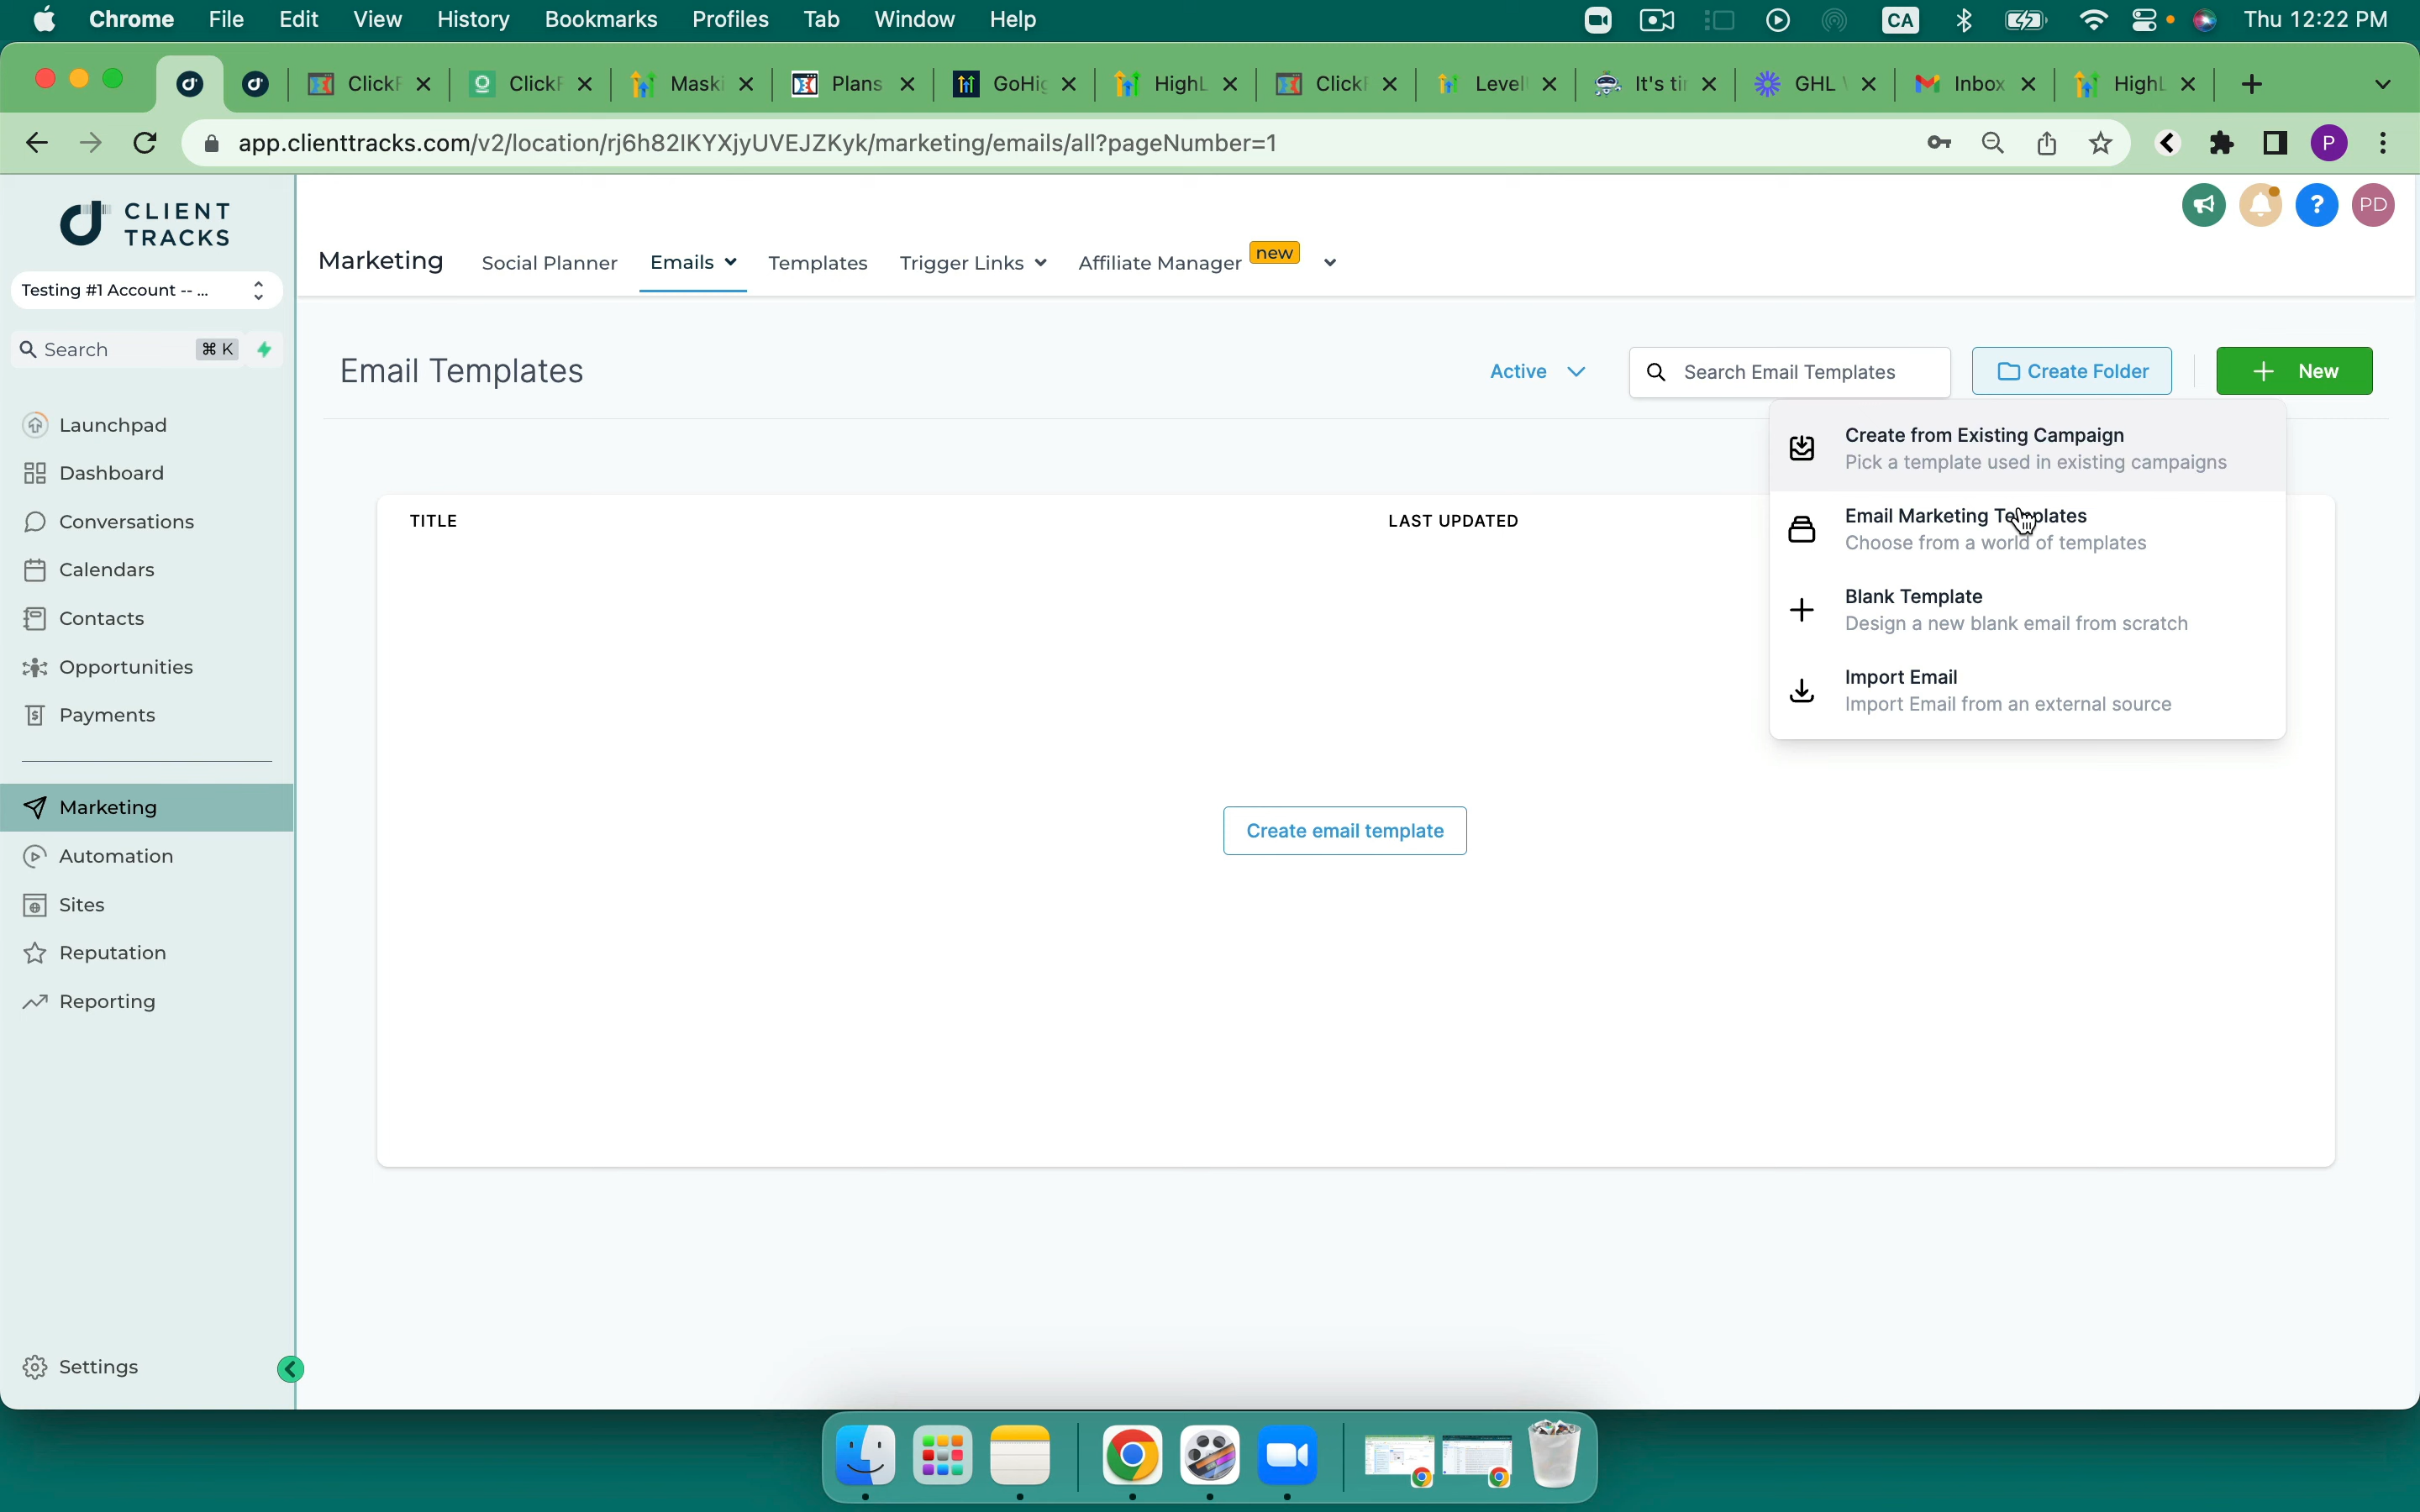 Chrome File Edit View History Bookmarks Profiles Tab Window Help CA Thu 12:22 PM
ClickF ClickF Maski Plans GoHig HighL ClickF Level It's tir GHL Inbox HighL
app.clienttracks.com/v2/location/rj6h82IKYXjyUVEJZKyk/marketing/emails/all?pageNumber=1 P
CLIENT
TRACKS
? PD
Marketing Social Planner Emails Templates Trigger Links Affiliate Manager new
Testing #1 Account -- ...
Search ⌘ K
Email Templates Active Search Email Templates Create Folder + New
Create from Existing Campaign
Pick a template used in existing campaigns
Email Marketing Templates
Choose from a world of templates
Blank Template
Design a new blank email from scratch
Import Email
Import Email from an external source
TITLE LAST UPDATED
Create email template
Launchpad
Dashboard
Conversations
Calendars
Contacts
Opportunities
Payments
Marketing
Automation
Sites
Reputation
Reporting
Settings